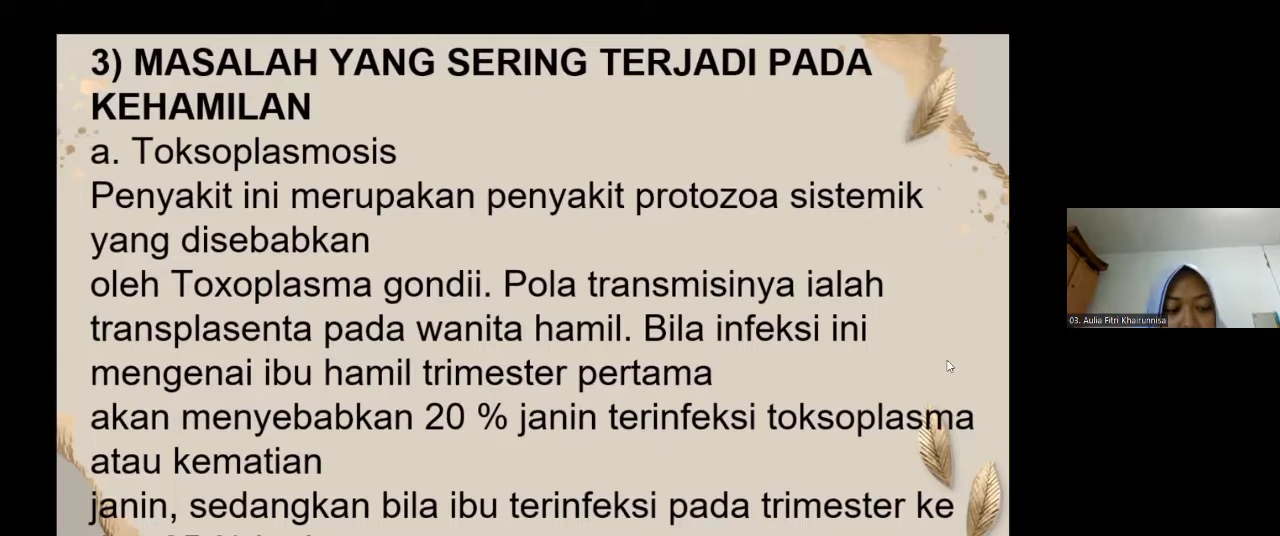 3) MASALAH YANG SERING TERJADI PADA
KEHAMILAN
a. Toksoplasmosis
Penyakit ini merupakan penyakit protozoa sistemik
yang disebabkan
oleh Toxoplasma gondii. Pola transmisinya ialah
transplasenta pada wanita hamil. Bila infeksi ini
mengenai ibu hamil trimester pertama
akan menyebabkan 20 % janin terinfeksi toksoplasma
atau kematian
janin, sedangkan bila ibu terinfeksi pada trimester ke
03. Aulia Fitri Khairunnisa